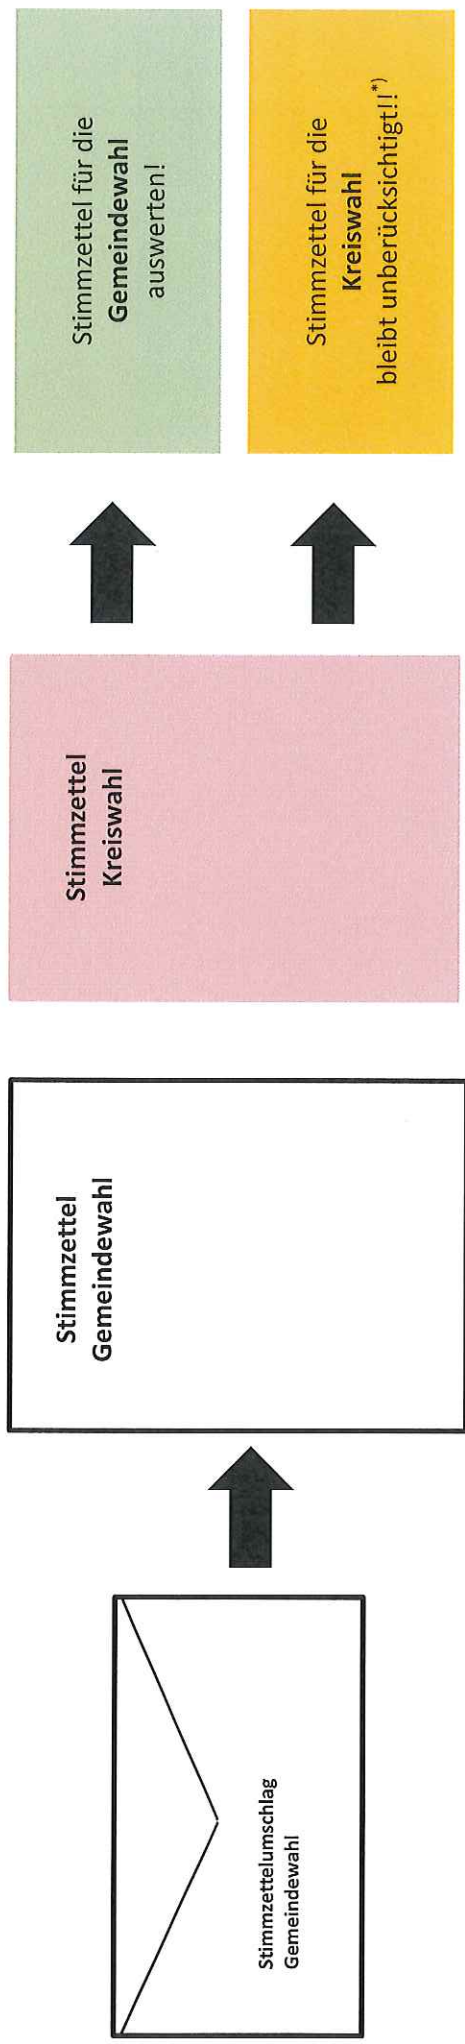 Stimmzettelumschlag
Gemeindewahl
Stimmzettel
Gemeindewahl
Stimmzettel
Kreiswahl
Stimmzettel für die
Gemeindewahl
auswerten!
Stimmzettel für die
Kreiswahl
bleibt unberücksichtigt!!*)